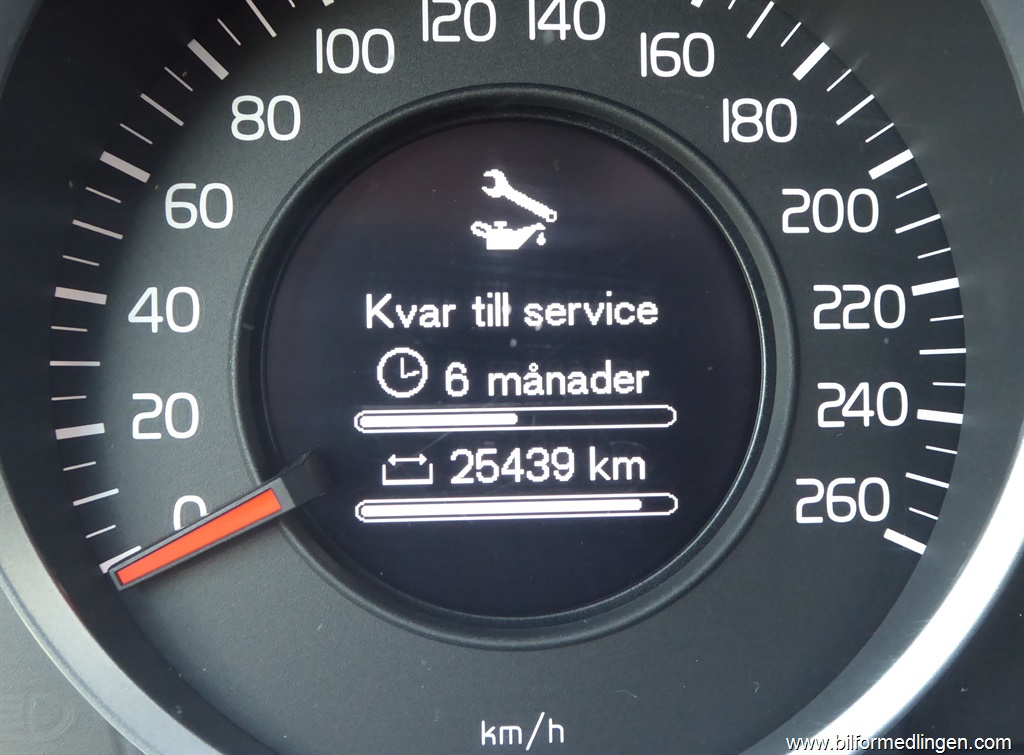 120 140
100 160
80 180
60 200
40 220
20 240
0 260
Kvar till service
6 månader
25439 km
km/h
www.bilformedlingen.com